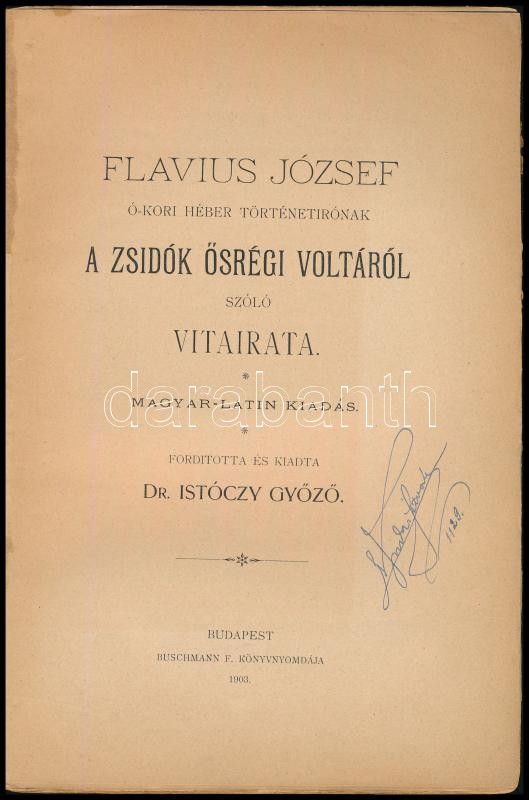 FLAVIUS JÓZSEF
Ó-KORI HÉBER TÖRTÉNETIRÓNAK
A ZSIDÓK ŐSRÉGI VOLTÁRÓL
SZÓLÓ
VITAIRATA.
*
darabanth
MAGYAR-LATIN KIADÁS.
*
FORDITOTTA ÉS KIADTA
DR. ISTÓCZY GYŐZŐ.
BUDAPEST
BUSCHMANN F. KÖNYVNYOMDÁJA
1903.